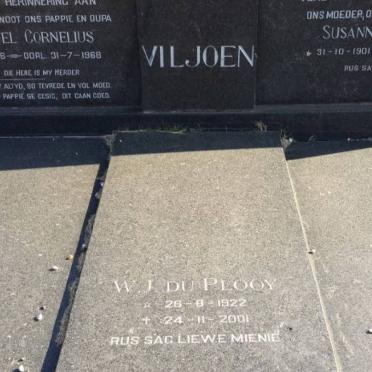 HERINNERING AAN
NOOT ONS PAPPIE EN OUPA
EL CORNELIUS
6 - OORL. 31-7-1968
DIE HERE IS MY HERDER
ALTYD, SO TEVREDE EN VOL MOED.
PAPPIE SE GESIG, DIT GAAN GOED.
VILJOEN
ONS MOEDER, O
SUSANN
* 31-10-1901
RUS SA
W. J. DU PLOOY
* 26-8-1922
+ 24-11-2001
RUS SAG LIEWE MIENIE